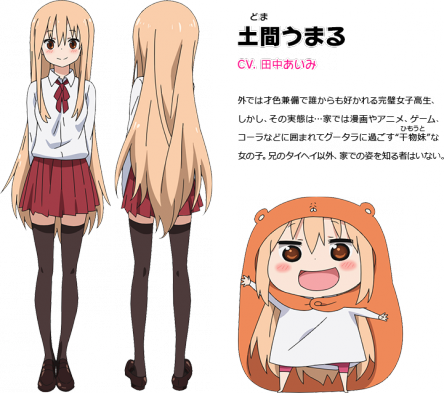 どま
土間うまる
CV. 田中あいみ
外では才色兼備で誰からも好かれる完璧女子高生、
しかし、その実態は…家では漫画やアニメ、ゲーム、
コーラなどに囲まれてグータラに過ごす“干物妹”な
ひもうと
女の子。兄のタイヘイ以外、家での姿を知る者はいない。